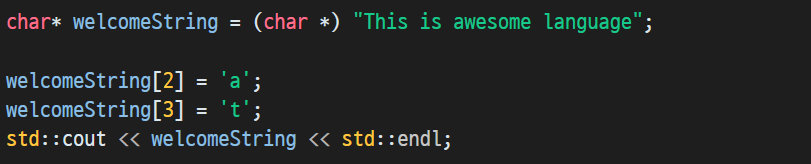 char* welcomeString = (char *) "This is awesome language";
welcomeString[2] = 'a';
welcomeString[3] = 't';
std::cout << welcomeString << std::endl;